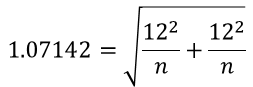 1.07142 = √(12²/n + 12²/n)